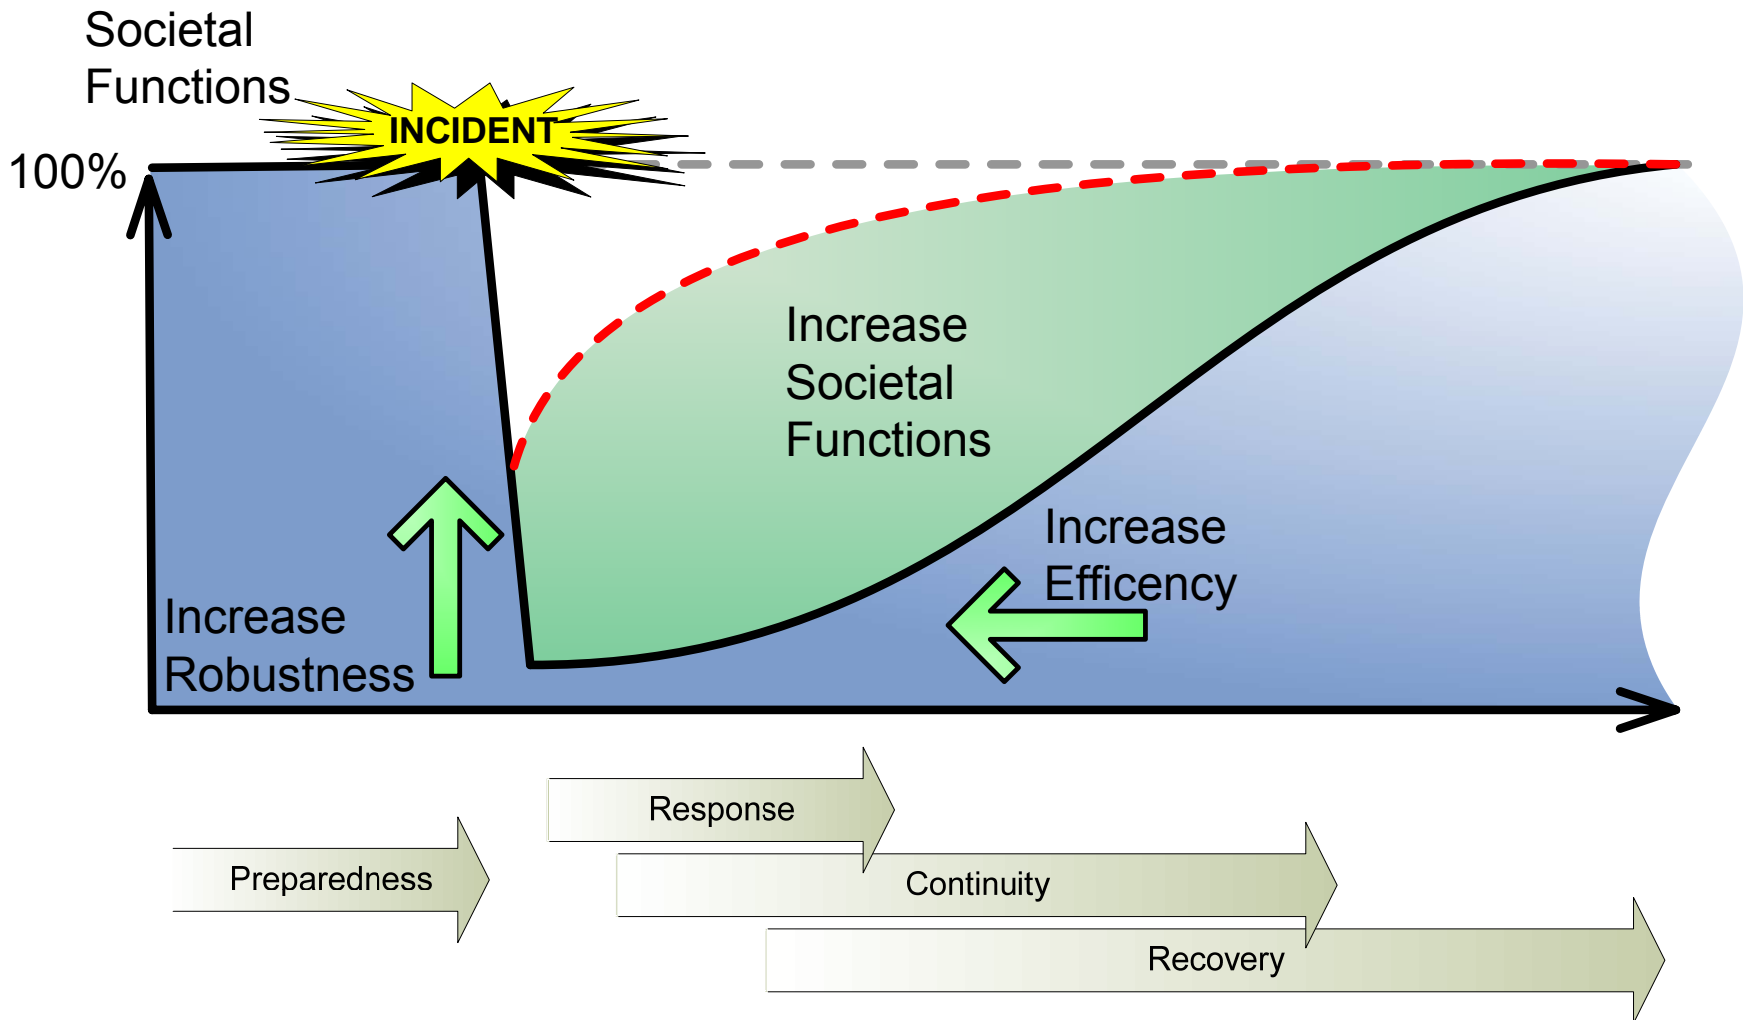 Societal
Functions
INCIDENT
100%
Increase
Societal
Functions
Increase
Efficency
Increase
Robustness
Response
Preparedness
Continuity
Recovery